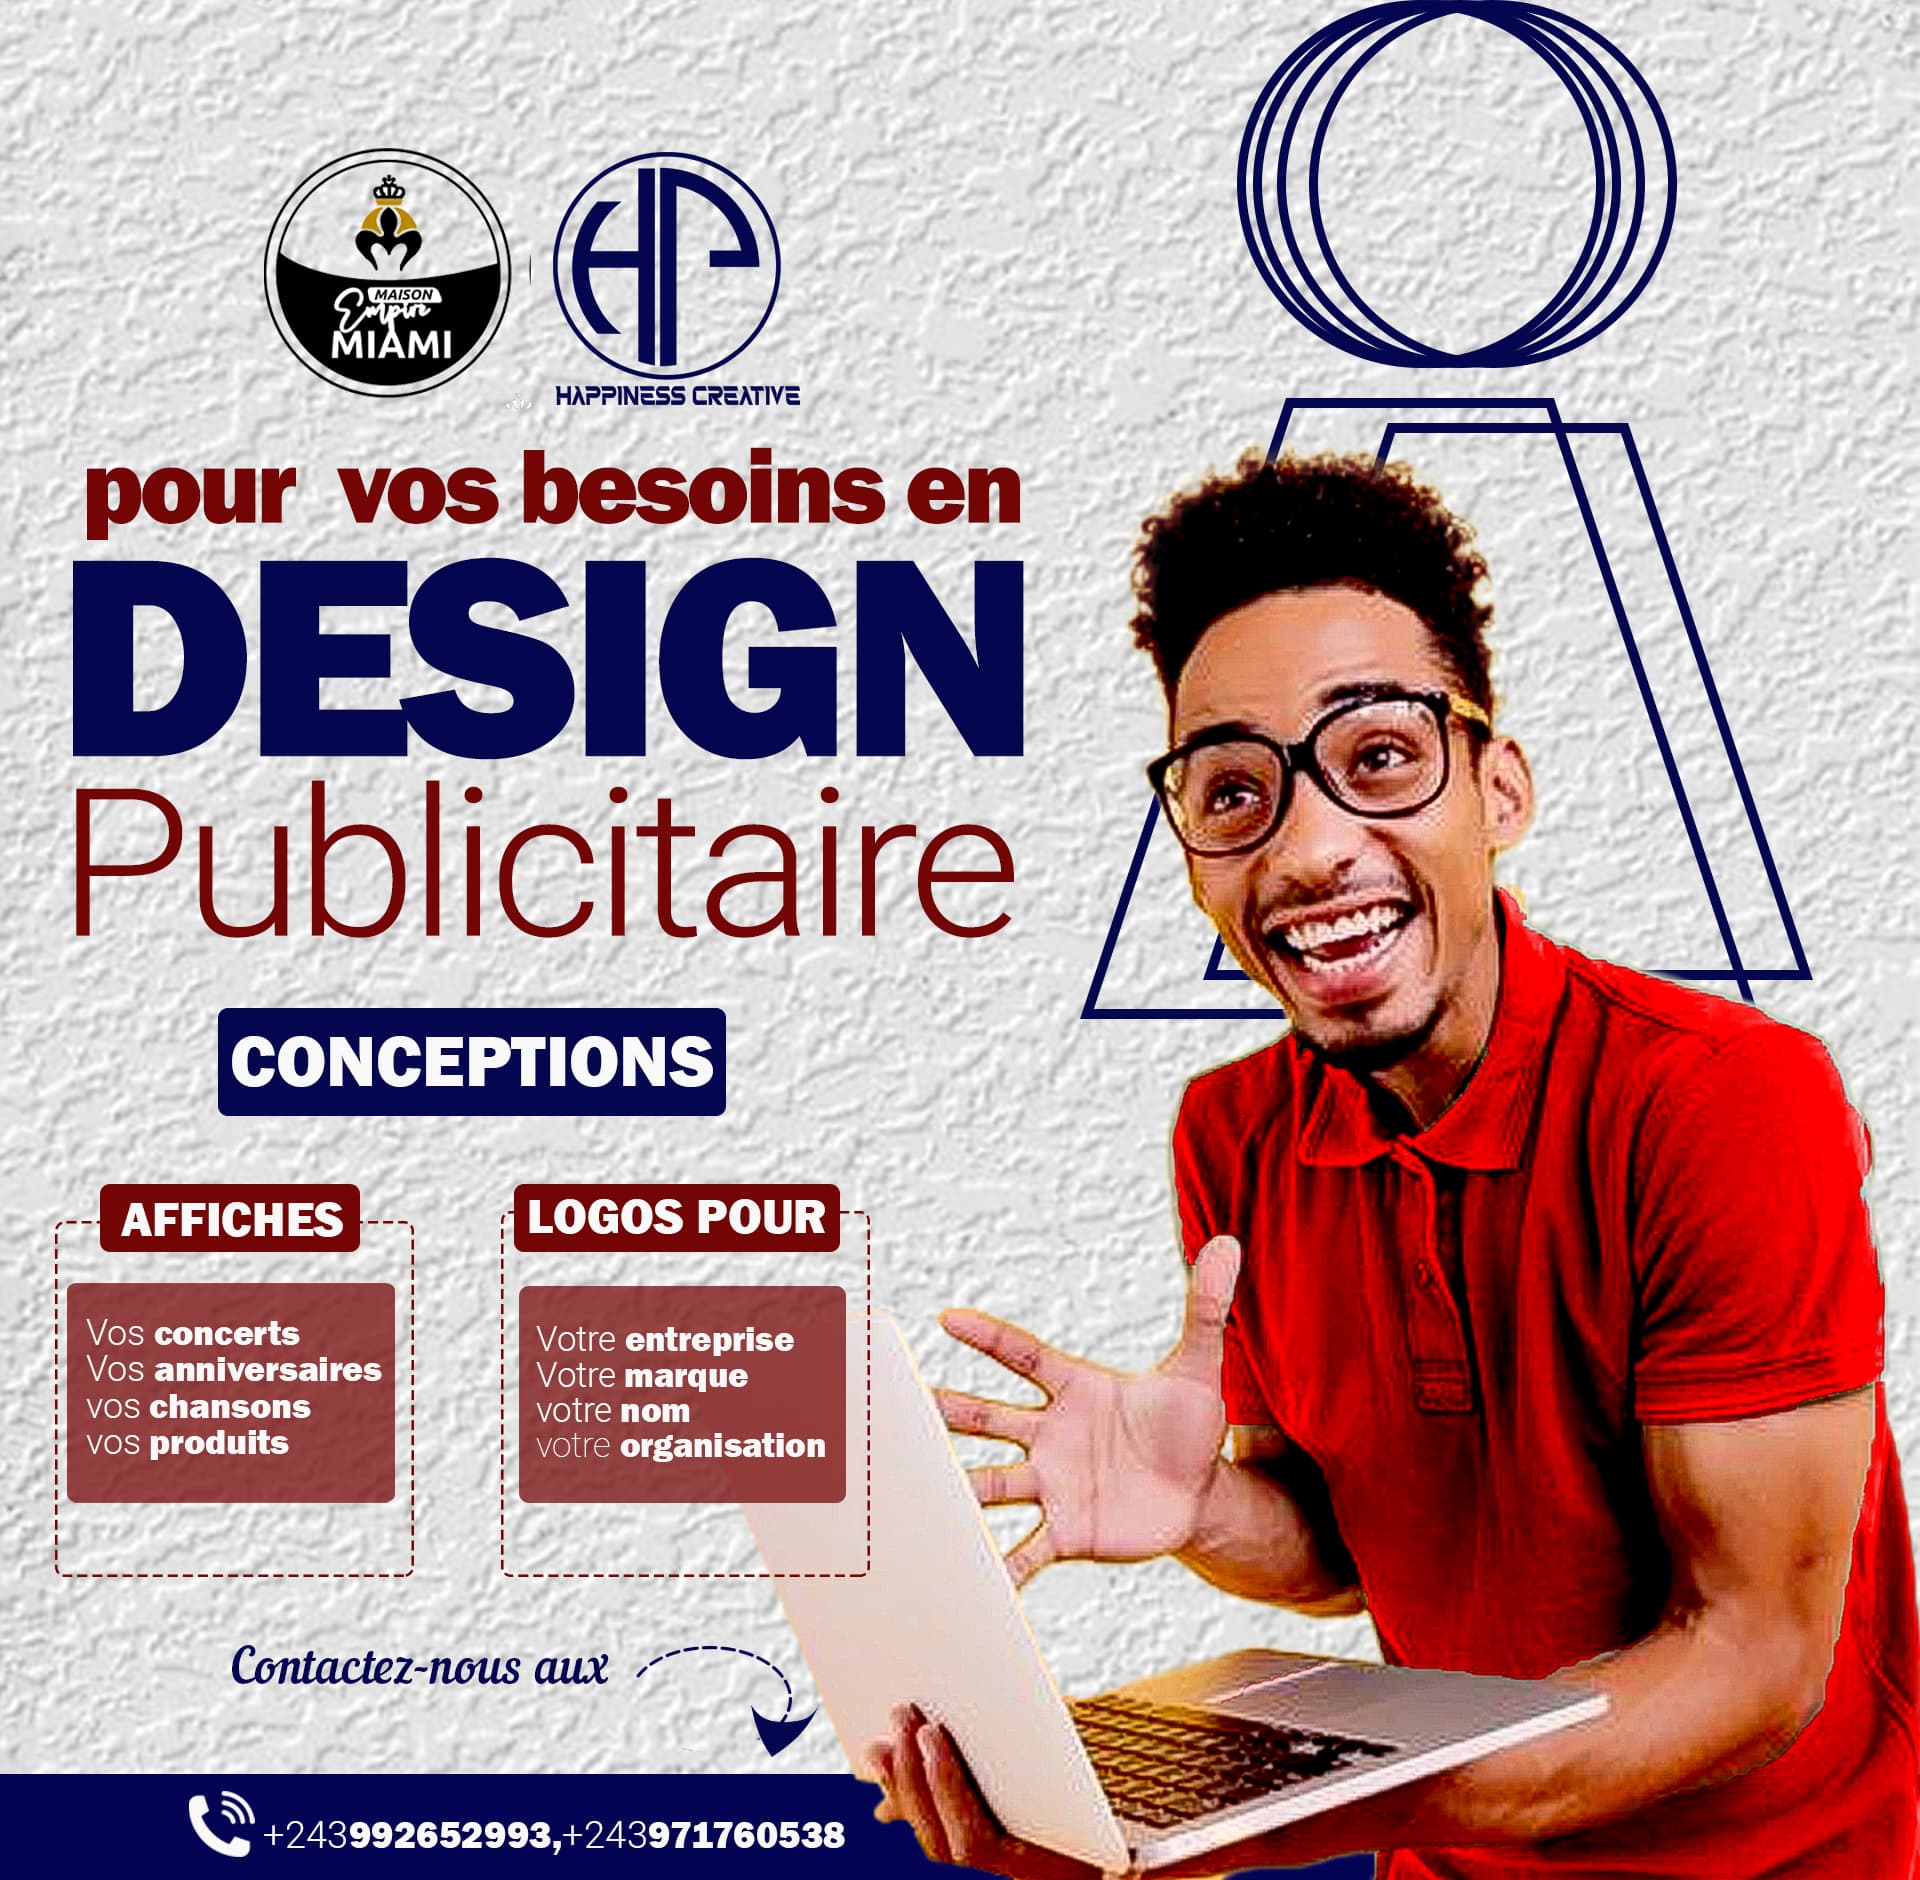 MAISON
Empire
MIAMI
HP
HAPPINESS CREATIVE
pour vos besoins en
DESIGN
Publicitaire
CONCEPTIONS
AFFICHES
Vos concerts
Vos anniversaires
vos chansons
vos produits
LOGOS POUR
Votre entreprise
Votre marque
votre nom
votre organisation
Contactez-nous aux
+243992652993,+243971760538